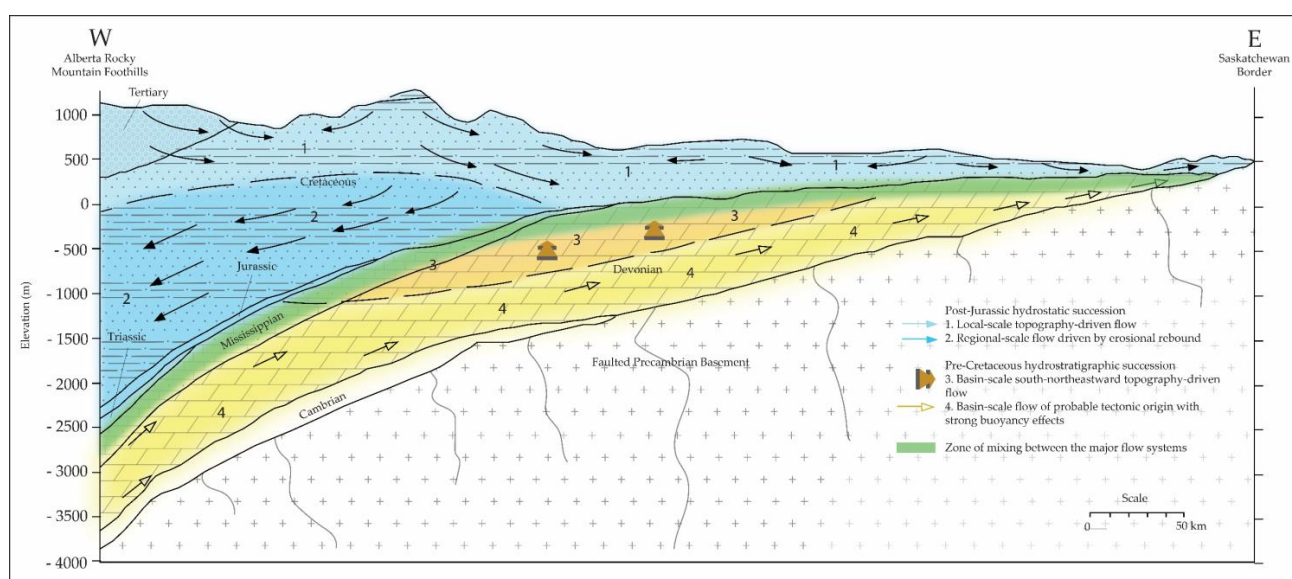 W
Alberta Rocky
Mountain Foothills
E
Saskatchewan
Border
Tertiary
Elevation (m)
1000
500
0
- 500
- 1000
- 1500
- 2000
- 2500
- 3000
- 3500
- 4000
1
1
1
Cretaceous
2
Jurassic
2
Triassic
Mississippian
3
3
3
Devonian
4
4
4
4
Cambrian
Faulted Precambrian Basement
Post-Jurassic hydrostatic succession
1. Local-scale topography-driven flow
2. Regional-scale flow driven by erosional rebound
Pre-Cretaceous hydrostratigraphic succession
3. Basin-scale south-northeastward topography-driven
flow
4. Basin-scale flow of probable tectonic origin with
strong buoyancy effects
Zone of mixing between the major flow systems
Scale
0 50 km